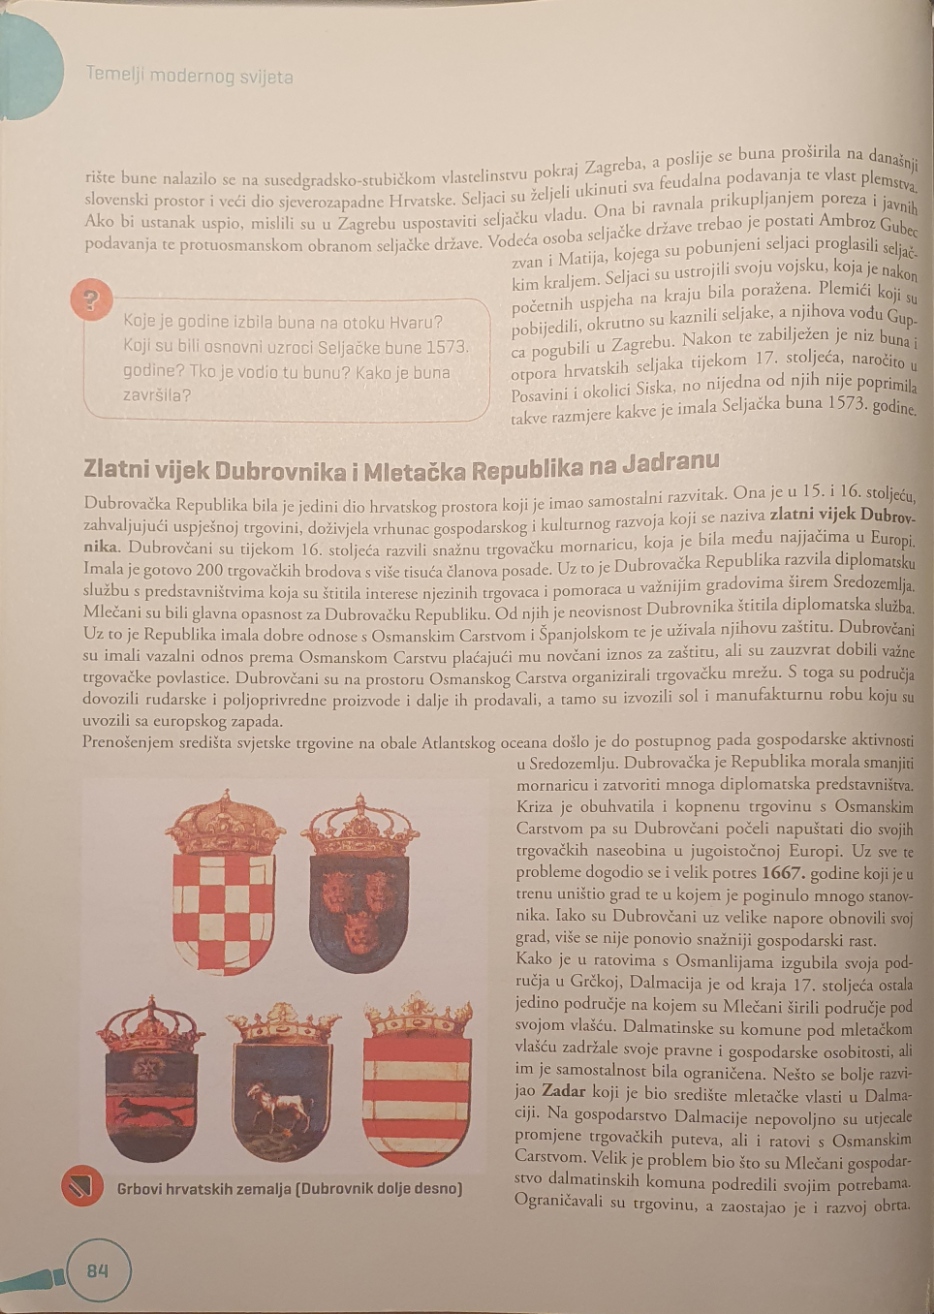 Temelji modernog svijeta
rište bune nalazilo se na susedgradsko-stubičkom vlastelinstvu pokraj Zagreba, a poslije se buna proširila na današnji
slovenski prostor i veći dio sjeverozapadne Hrvatske. Seljaci su željeli ukinuti sva feudalna podavanja te vlast plemstva.
Ako bi ustanak uspio, mislili su u Zagrebu uspostaviti seljačku vladu. Ona bi ravnala prikupljanjem poreza i javnih
podavanja te protuosmanskom obranom seljačke države. Vodeća osoba seljačke države trebao je postati Ambroz Gubec
zvan i Matija, kojega su pobunjeni seljaci proglasili seljač-
kim kraljem. Seljaci su ustrojili svoju vojsku, koja je nakon
početnih uspjeha na kraju bila poražena. Plemići koji su
pobijedili, okrutno su kaznili seljake, a njihova vođu Gup-
ca pogubili u Zagrebu. Nakon te zabilježen je niz buna i
otpora hrvatskih seljaka tijekom 17. stoljeća, naročito u
Posavini i okolici Siska, no nijedna od njih nije poprimila
takve razmjere kakve je imala Seljačka buna 1573. godine.
?
Koje je godine izbila buna na otoku Hvaru?
Koji su bili osnovni uzroci Seljačke bune 1573.
godine? Tko je vodio tu bunu? Kako je buna
završila?
Zlatni vijek Dubrovnika i Mletačka Republika na Jadranu
Dubrovačka Republika bila je jedini dio hrvatskog prostora koji je imao samostalni razvitak. Ona je u 15. i 16. stoljeću,
zahvaljujući uspješnoj trgovini, doživjela vrhunac gospodarskog i kulturnog razvoja koji se naziva zlatni vijek Dubrov-
nika. Dubrovčani su tijekom 16. stoljeća razvili snažnu trgovačku mornaricu, koja je bila među najjačima u Europi.
Imala je gotovo 200 trgovačkih brodova s više tisuća članova posade. Uz to je Dubrovačka Republika razvila diplomatsku
službu s predstavništvima koja su štitila interese njezinih trgovaca i pomoraca u važnijim gradovima širem Sredozemlja.
Mlečani su bili glavna opasnost za Dubrovačku Republiku. Od njih je neovisnost Dubrovnika štitila diplomatska služba.
Uz to je Republika imala dobre odnose s Osmanskim Carstvom i Španjolskom te je uživala njihovu zaštitu. Dubrovčani
su imali vazalni odnos prema Osmanskom Carstvu plaćajući mu novčani iznos za zaštitu, ali su zauzvrat dobili važne
trgovačke povlastice. Dubrovčani su na prostoru Osmanskog Carstva organizirali trgovačku mrežu. S toga su područja
dovozili rudarske i poljoprivredne proizvode i dalje ih prodavali, a tamo su izvozili sol i manufakturnu robu koju su
uvozili sa europskog zapada.
Prenošenjem središta svjetske trgovine na obale Atlantskog oceana došlo je do postupnog pada gospodarske aktivnosti
u Sredozemlju. Dubrovačka je Republika morala smanjiti
mornaricu i zatvoriti mnoga diplomatska predstavništva.
Kriza je obuhvatila i kopnenu trgovinu s Osmanskim
Carstvom pa su Dubrovčani počeli napuštati dio svojih
trgovačkih naseobina u jugoistočnoj Europi. Uz sve te
probleme dogodio se i velik potres 1667. godine koji je u
trenu uništio grad te u kojem je poginulo mnogo stanov-
nika. Iako su Dubrovčani uz velike napore obnovili svoj
grad, više se nije ponovio snažniji gospodarski rast.
Kako je u ratovima s Osmanlijama izgubila svoja pod-
ručja u Grčkoj, Dalmacija je od kraja 17. stoljeća ostala
jedino područje na kojem su Mlečani širili područje pod
svojom vlašću. Dalmatinske su komune pod mletačkom
vlašću zadržale svoje pravne i gospodarske osobitosti, ali
im je samostalnost bila ograničena. Nešto se bolje razvi-
jao Zadar koji je bio središte mletačke vlasti u Dalma-
ciji. Na gospodarstvo Dalmacije nepovoljno su utjecale
promjene trgovačkih puteva, ali i ratovi s Osmanskim
Carstvom. Velik je problem bio što su Mlečani gospodar-
stvo dalmatinskih komuna podredili svojim potrebama.
Ograničavali su trgovinu, a zaostajao je i razvoj obrta.
Grbovi hrvatskih zemalja (Dubrovnik dolje desno)
84